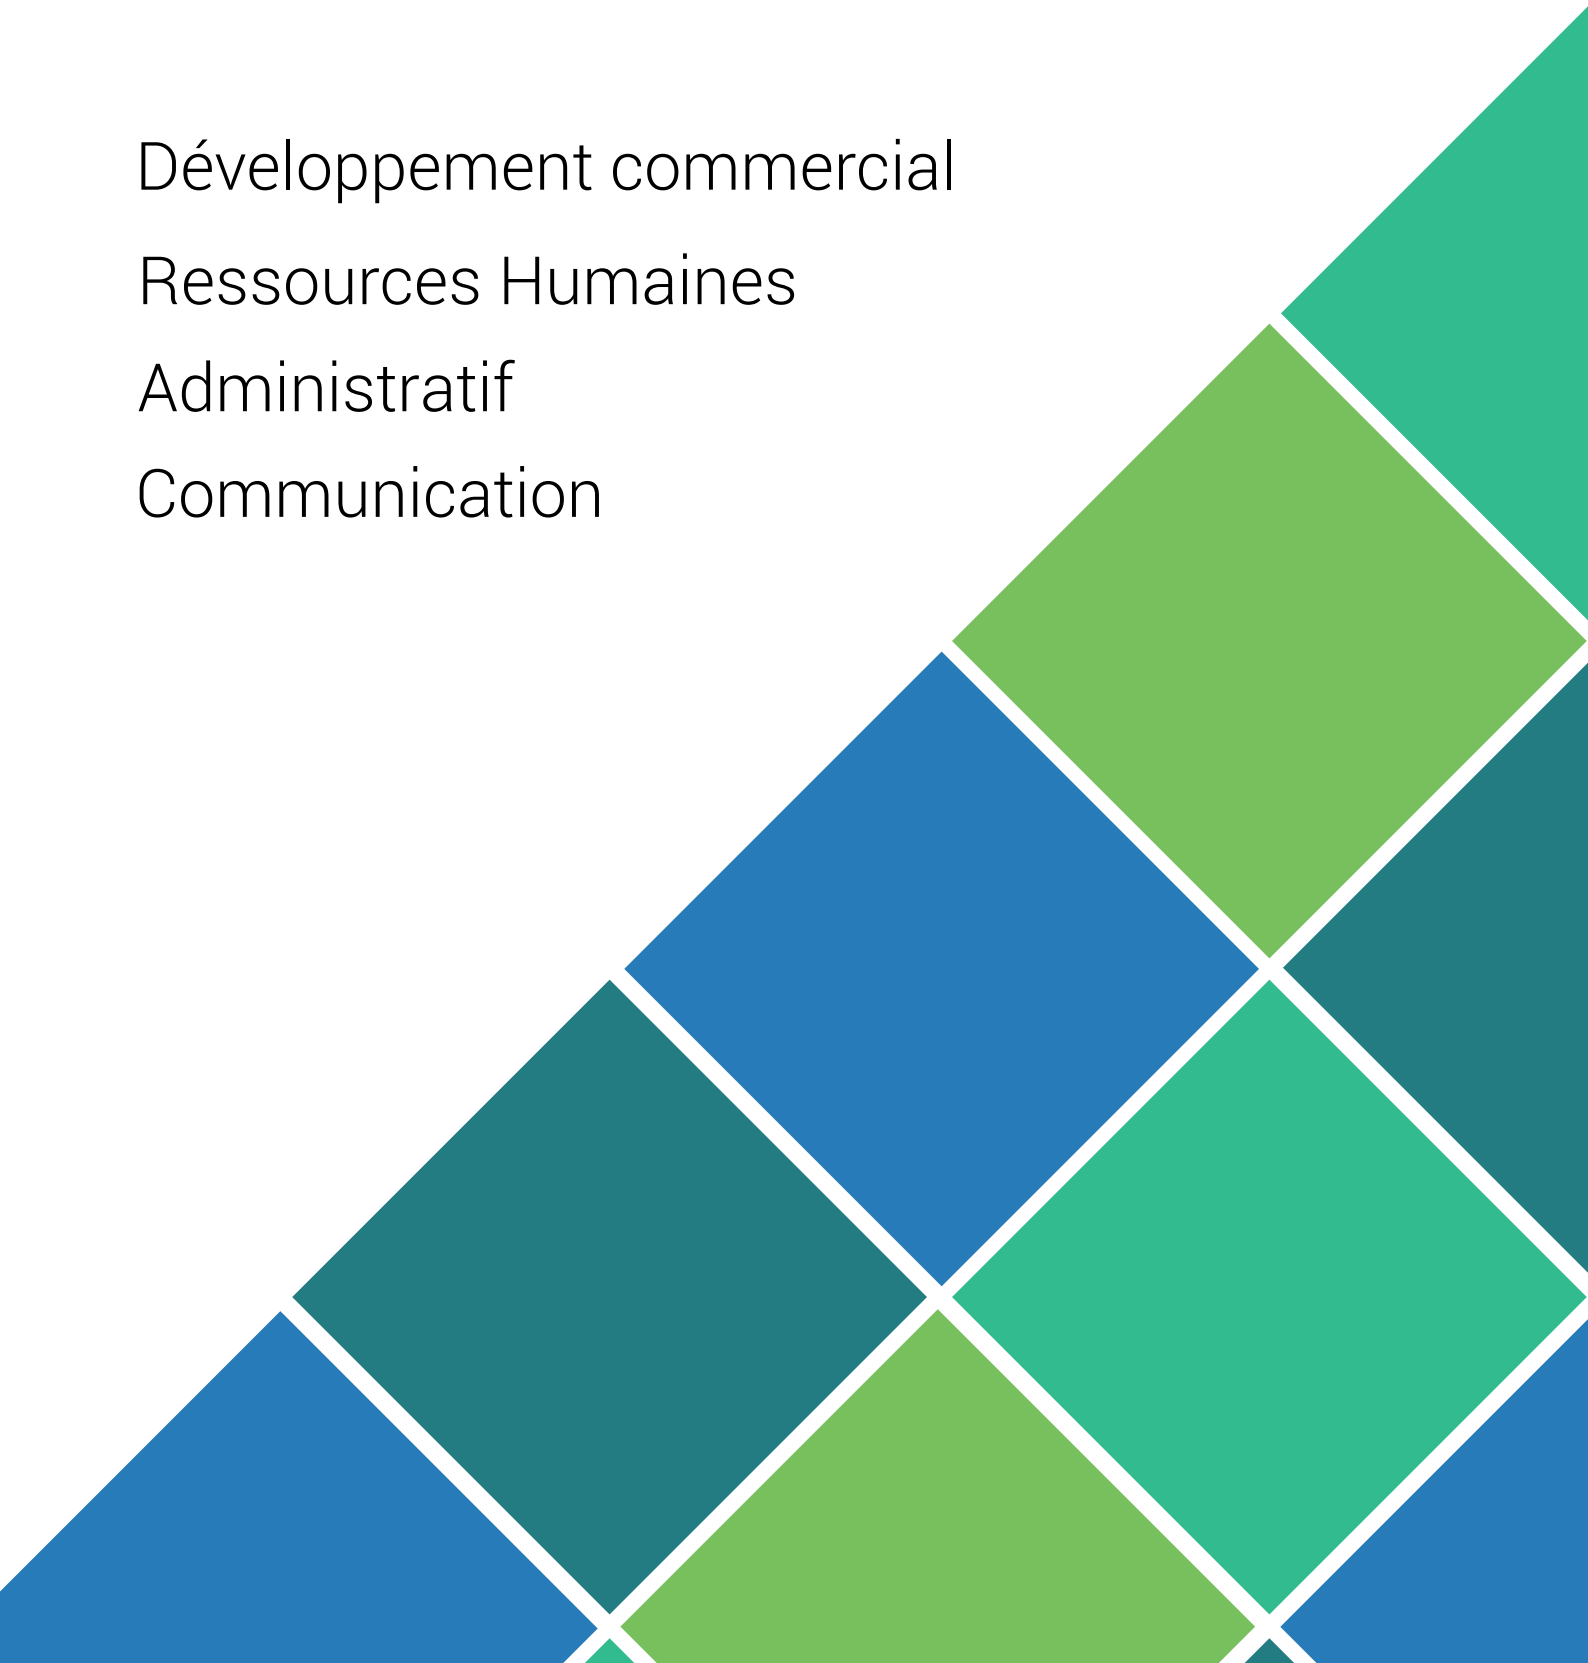 Développement commercial
Ressources Humaines
Administratif
Communication